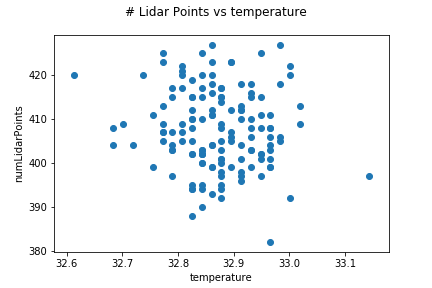 # Lidar Points vs temperature
numLidarPoints
420
410
400
390
380
32.6 32.7 32.8 32.9 33.0 33.1
temperature